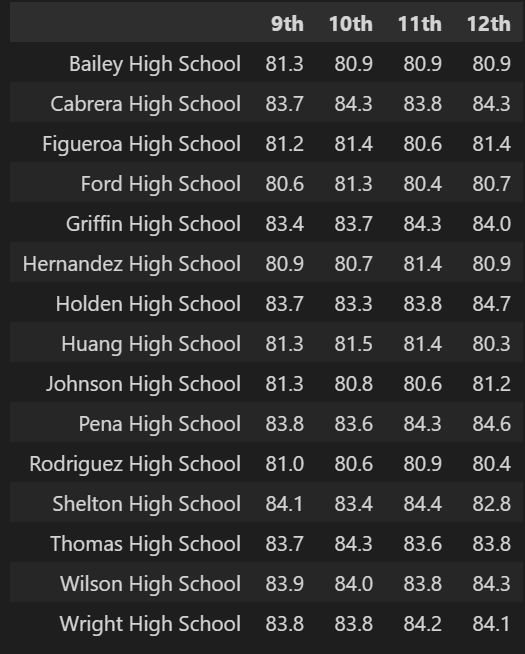 9th 10th 11th 12th
Bailey High School 81.3 80.9 80.9 80.9
Cabrera High School 83.7 84.3 83.8 84.3
Figueroa High School 81.2 81.4 80.6 81.4
Ford High School 80.6 81.3 80.4 80.7
Griffin High School 83.4 83.7 84.3 84.0
Hernandez High School 80.9 80.7 81.4 80.9
Holden High School 83.7 83.3 83.8 84.7
Huang High School 81.3 81.5 81.4 80.3
Johnson High School 81.3 80.8 80.6 81.2
Pena High School 83.8 83.6 84.3 84.6
Rodriguez High School 81.0 80.6 80.9 80.4
Shelton High School 84.1 83.4 84.4 82.8
Thomas High School 83.7 84.3 83.6 83.8
Wilson High School 83.9 84.0 83.8 84.3
Wright High School 83.8 83.8 84.2 84.1